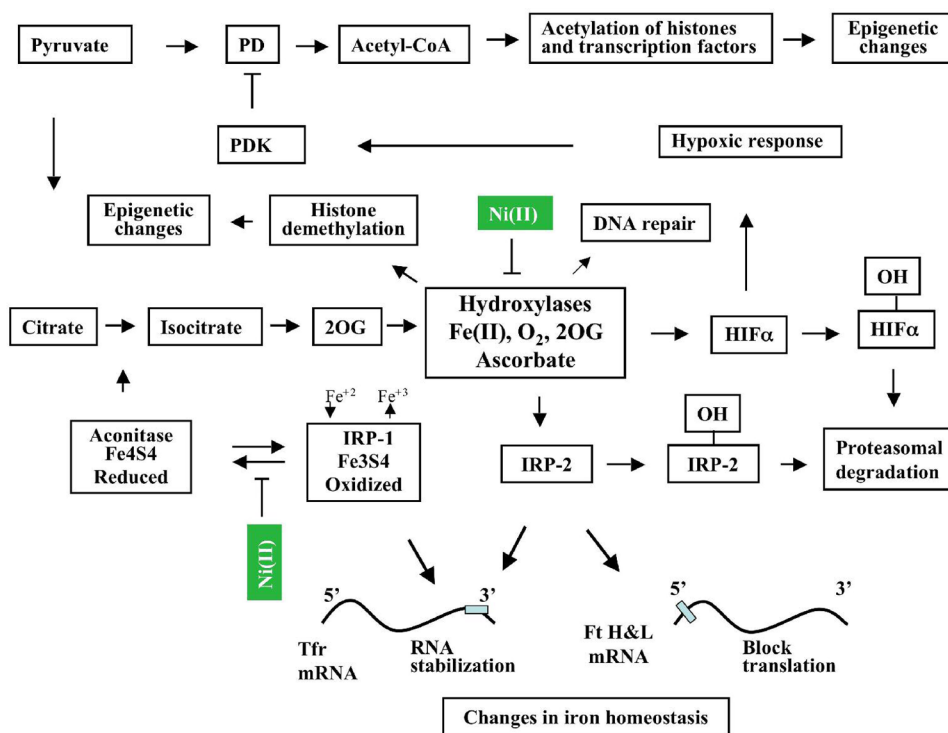 Pyruvate
PD
Acetyl-CoA
Acetylation of histones
and transcription factors
Epigenetic
changes
PDK
Hypoxic response
Epigenetic
changes
Histone
demethylation
Ni(II)
DNA repair
Citrate
Isocitrate
2OG
Hydroxylases
Fe(II), O₂, 2OG
Ascorbate
HIFα
OH
HIFα
Aconitase
Fe4S4
Reduced
Fe⁺²
Fe⁺³
IRP-1
Fe3S4
Oxidized
IRP-2
OH
IRP-2
Proteasomal
degradation
Ni(II)
5’
3’
Tfr
mRNA
RNA
stabilization
5’
3’
Ft H&L
mRNA
Block
translation
Changes in iron homeostasis